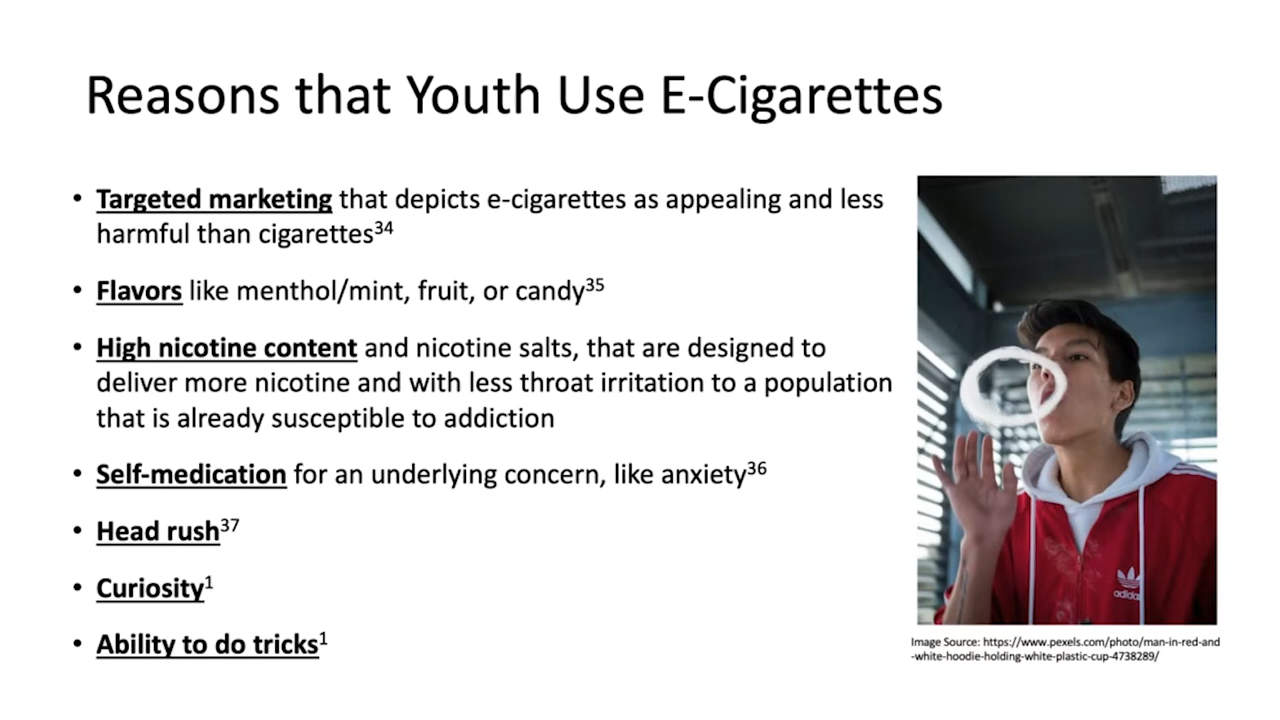 Reasons that Youth Use E-Cigarettes
• Targeted marketing that depicts e-cigarettes as appealing and less
harmful than cigarettes34
• Flavors like menthol/mint, fruit, or candy35
• High nicotine content and nicotine salts, that are designed to
deliver more nicotine and with less throat irritation to a population
that is already susceptible to addiction
• Self-medication for an underlying concern, like anxiety36
• Head rush37
• Curiosity1
• Ability to do tricks1
adidas
Image Source: https://www.pexels.com/photo/man-in-red-and
-white-hoodie-holding-white-plastic-cup-4738289/